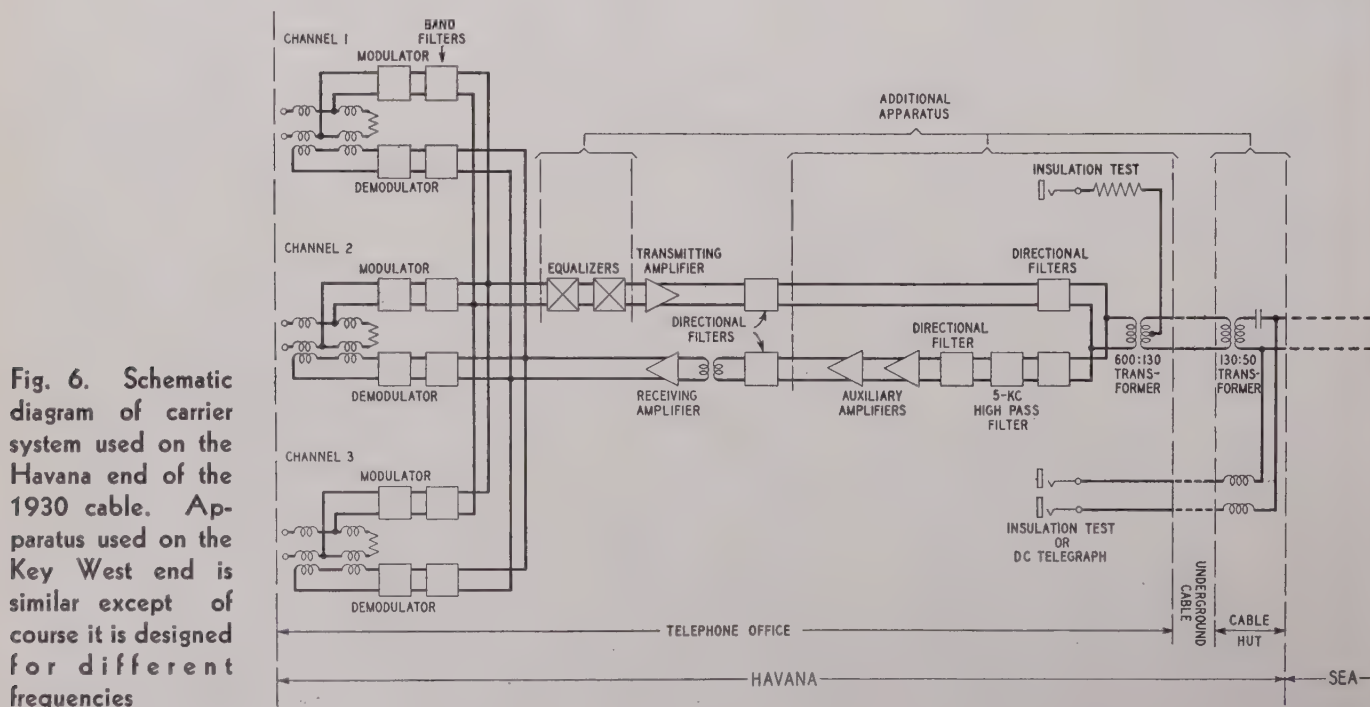 BAND
FILTERS
CHANNEL 1
MODULATOR
DEMODULATOR
ADDITIONAL
APPARATUS
INSULATION TEST
CHANNEL 2
MODULATOR
EQUALIZERS
TRANSMITTING
AMPLIFIER
DIRECTIONAL
FILTERS
DIRECTIONAL
FILTERS
DIRECTIONAL
FILTER
600:130
TRANS-
FORMER
130:50
TRANS-
FORMER
DEMODULATOR
RECEIVING
AMPLIFIER
AUXILIARY
AMPLIFIERS
5-KC
HIGH PASS
FILTER
CHANNEL 3
MODULATOR
DEMODULATOR
INSULATION TEST
OR
DC TELEGRAPH
UNDERGROUND
CABLE
TELEPHONE OFFICE
CABLE
HUT
HAVANA
SEA
Fig. 6. Schematic
diagram of carrier
system used on the
Havana end of the
1930 cable. Ap-
paratus used on the
Key West end is
similar except of
course it is designed
for different
frequencies